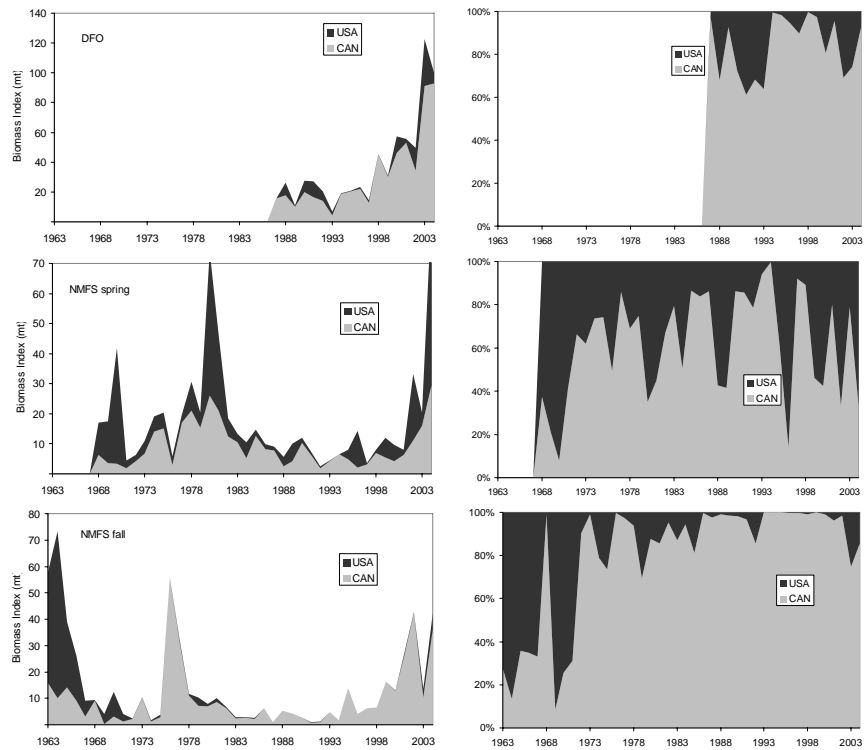 140
120
100
80
60
40
20
Biomass Index (mt)
DFO
USA
CAN
1963 1968 1973 1978 1983 1988 1993 1998 2003
100%
80%
60%
40%
20%
0%
USA
CAN
1963 1968 1973 1978 1983 1988 1993 1998 2003
70
60
50
40
30
20
10
Biomass Index (mt)
NMFS spring
USA
CAN
1963 1968 1973 1978 1983 1988 1993 1998 2003
100%
80%
60%
40%
20%
0%
USA
CAN
1963 1968 1973 1978 1983 1988 1993 1998 2003
80
70
60
50
40
30
20
10
Biomass Index (mt
NMFS fall
USA
CAN
1963 1968 1973 1978 1983 1988 1993 1998 2003
100%
80%
60%
40%
20%
0%
USA
CAN
1963 1968 1973 1978 1983 1988 1993 1998 2003